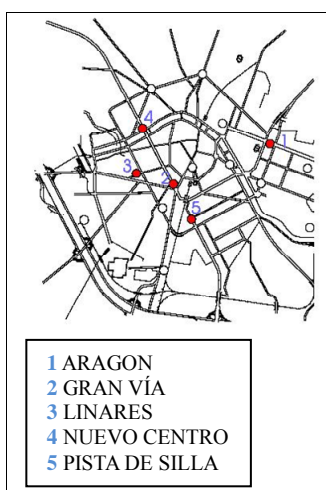 4
1
3
2
5
1 ARAGON
2 GRAN VÍA
3 LINARES
4 NUEVO CENTRO
5 PISTA DE SILLA